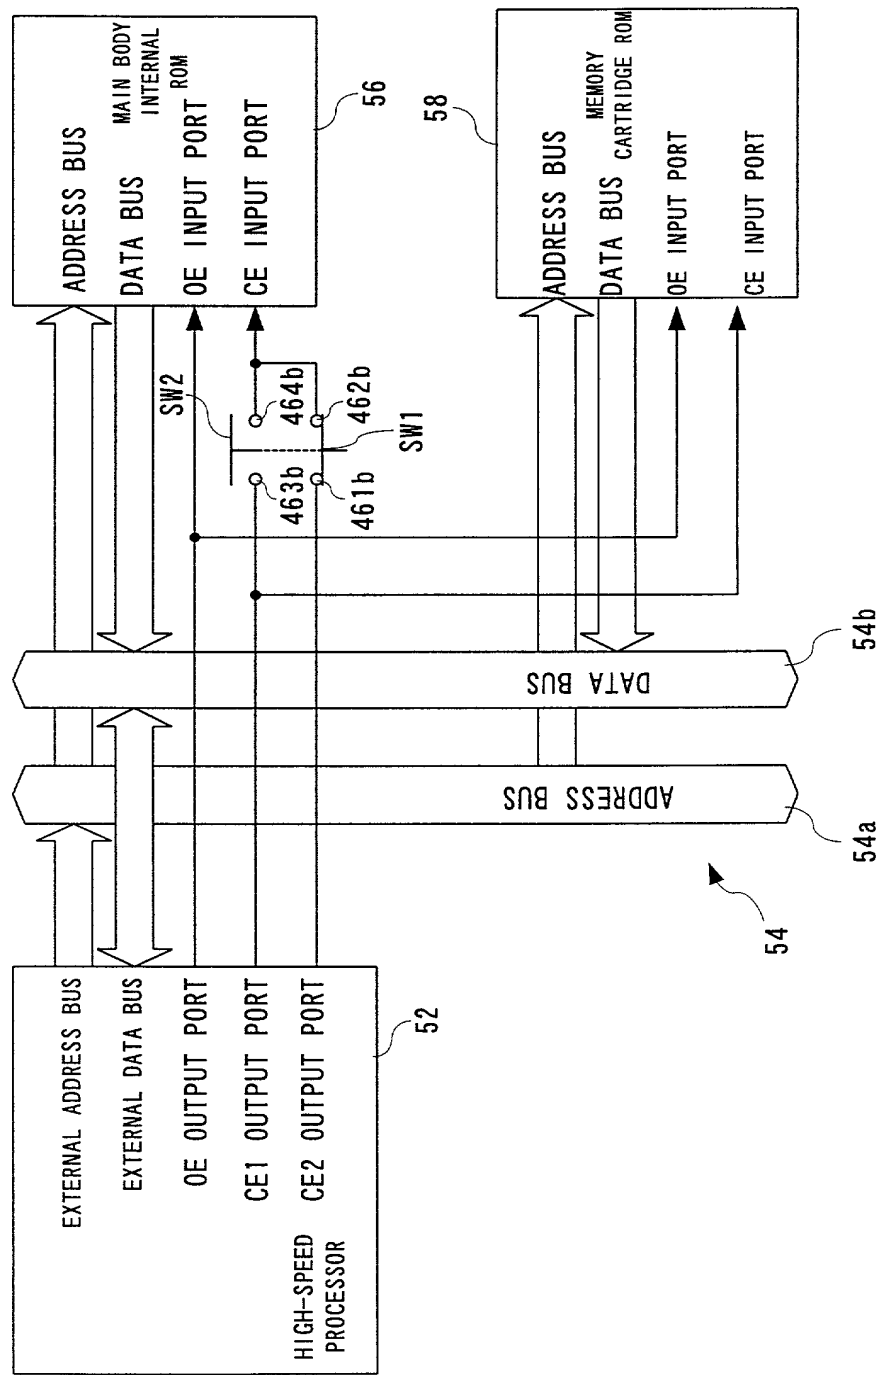 MAIN BODY
INTERNAL
ROM
ADDRESS BUS
DATA BUS
OE INPUT PORT
CE INPUT PORT
56
58
MEMORY
CARTRIDGE ROM
ADDRESS BUS
DATA BUS
OE INPUT PORT
CE INPUT PORT
SW2
464b
462b
463b
461b
SW1
DATA BUS
54b
ADDRESS BUS
54a
54
EXTERNAL ADDRESS BUS
EXTERNAL DATA BUS
OE OUTPUT PORT
CE1 OUTPUT PORT
CE2 OUTPUT PORT
HIGH-SPEED
PROCESSOR
52